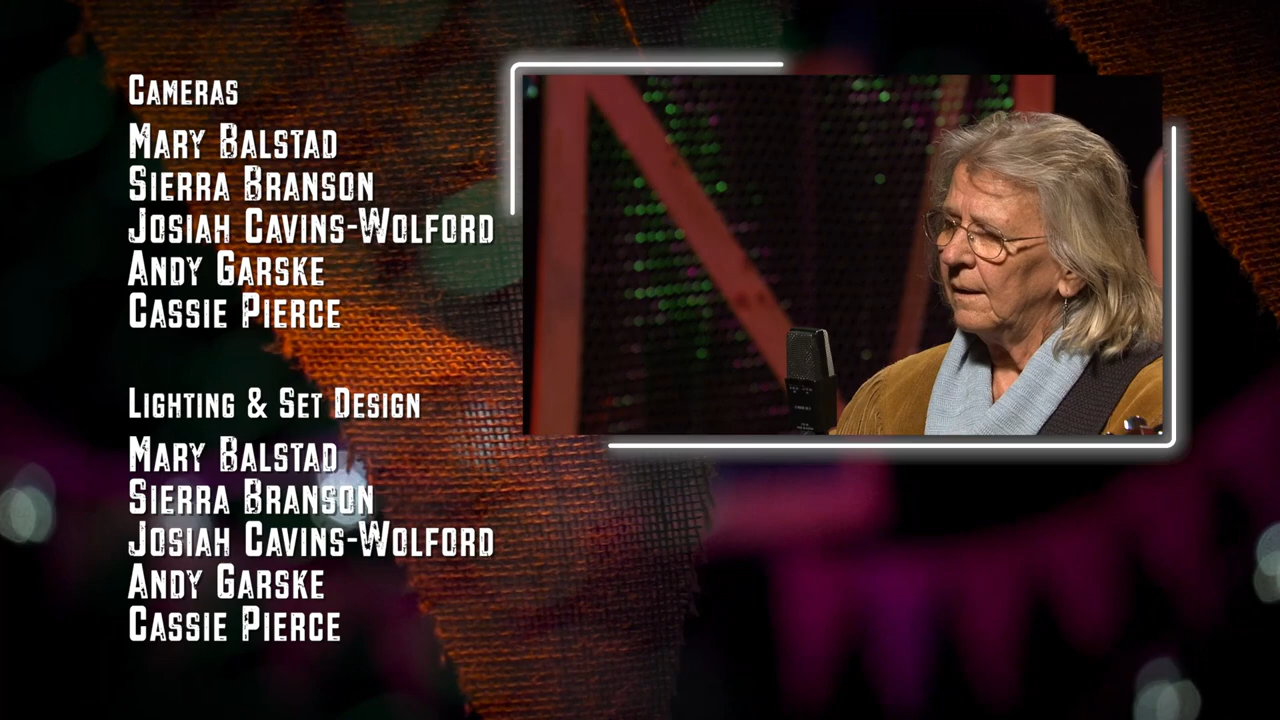 Cameras
Mary Balstad
Sierra Branson
Josiah Cavins-Wolford
Andy Garske
Cassie Pierce
Lighting & Set Design
Mary Balstad
Sierra Branson
Josiah Cavins-Wolford
Andy Garske
Cassie Pierce